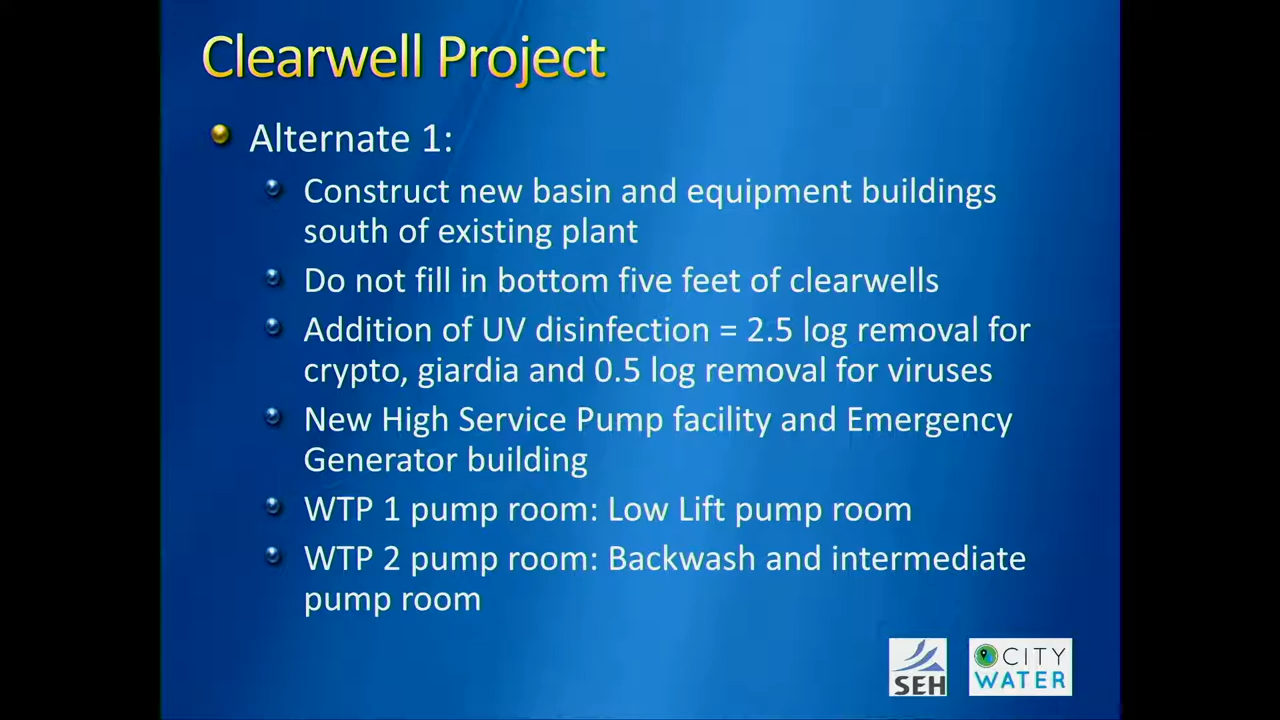 Clearwell Project
Alternate 1:
Construct new basin and equipment buildings
south of existing plant
Do not fill in bottom five feet of clearwells
Addition of UV disinfection = 2.5 log removal for
crypto, giardia and 0.5 log removal for viruses
New High Service Pump facility and Emergency
Generator building
WTP 1 pump room: Low Lift pump room
WTP 2 pump room: Backwash and intermediate
pump room
SEH
CITY
WATER